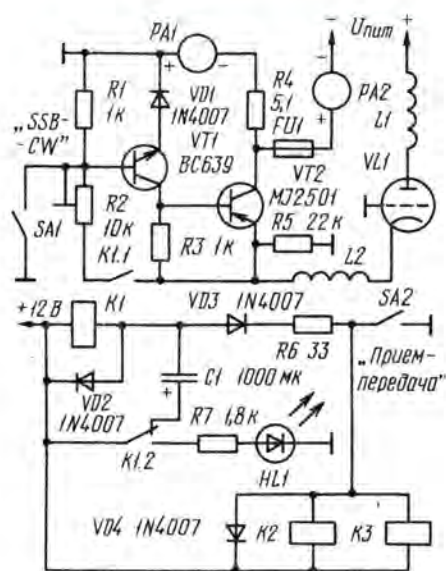 PA1
Uпит
+ -
- +
R1
1к
VD1
1N4007
VT1
BC639
R4
5,1
FU1
PA2
+
L1
„SSB-
-CW"
VT2
MJ2501
VL1
R2
10к
SA1
K1.1
R3 1к
R5 22к
L2
+12 В
K1
VD3 1N4007
SA2
R6 33
„Прием-
передача"
VD2
1N4007
+
C1 1000 мк
R7 1,8к
K1.2
HL1
VD4 1N4007
K2
K3